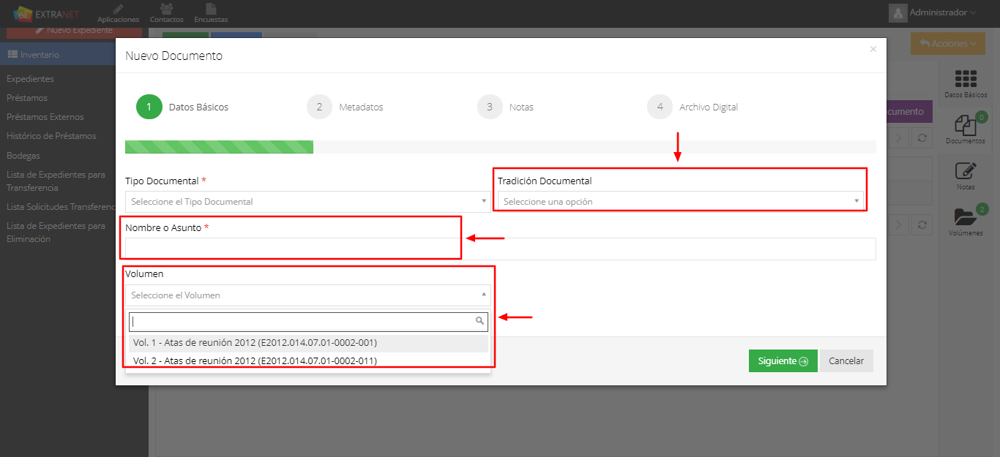 EXTRANET
Aplicaciones
Contactos
Encuestas
Administrador
Nuevo Expediente
Inventario
Expedientes
Préstamos
Préstamos Externos
Histórico de Préstamos
Bodegas
Lista de Expedientes para
Transferencia
Lista Solicitudes Transferenc
Lista de Expedientes para
Eliminación
Nuevo Documento
×
1 Datos Básicos
2 Metadatos
3 Notas
4 Archivo Digital
Tipo Documental *
Seleccione el Tipo Documental
Tradición Documental
Seleccione una opción
Nombre o Asunto *
Volumen
Seleccione el Volumen
Vol. 1 - Atas de reunión 2012 (E2012.014.07.01-0002-001)
Vol. 2 - Atas de reunión 2012 (E2012.014.07.01-0002-011)
Siguiente
Cancelar
Acciones
cumento
Datos Básicos
0
Documentos
Notas
2
Volúmenes